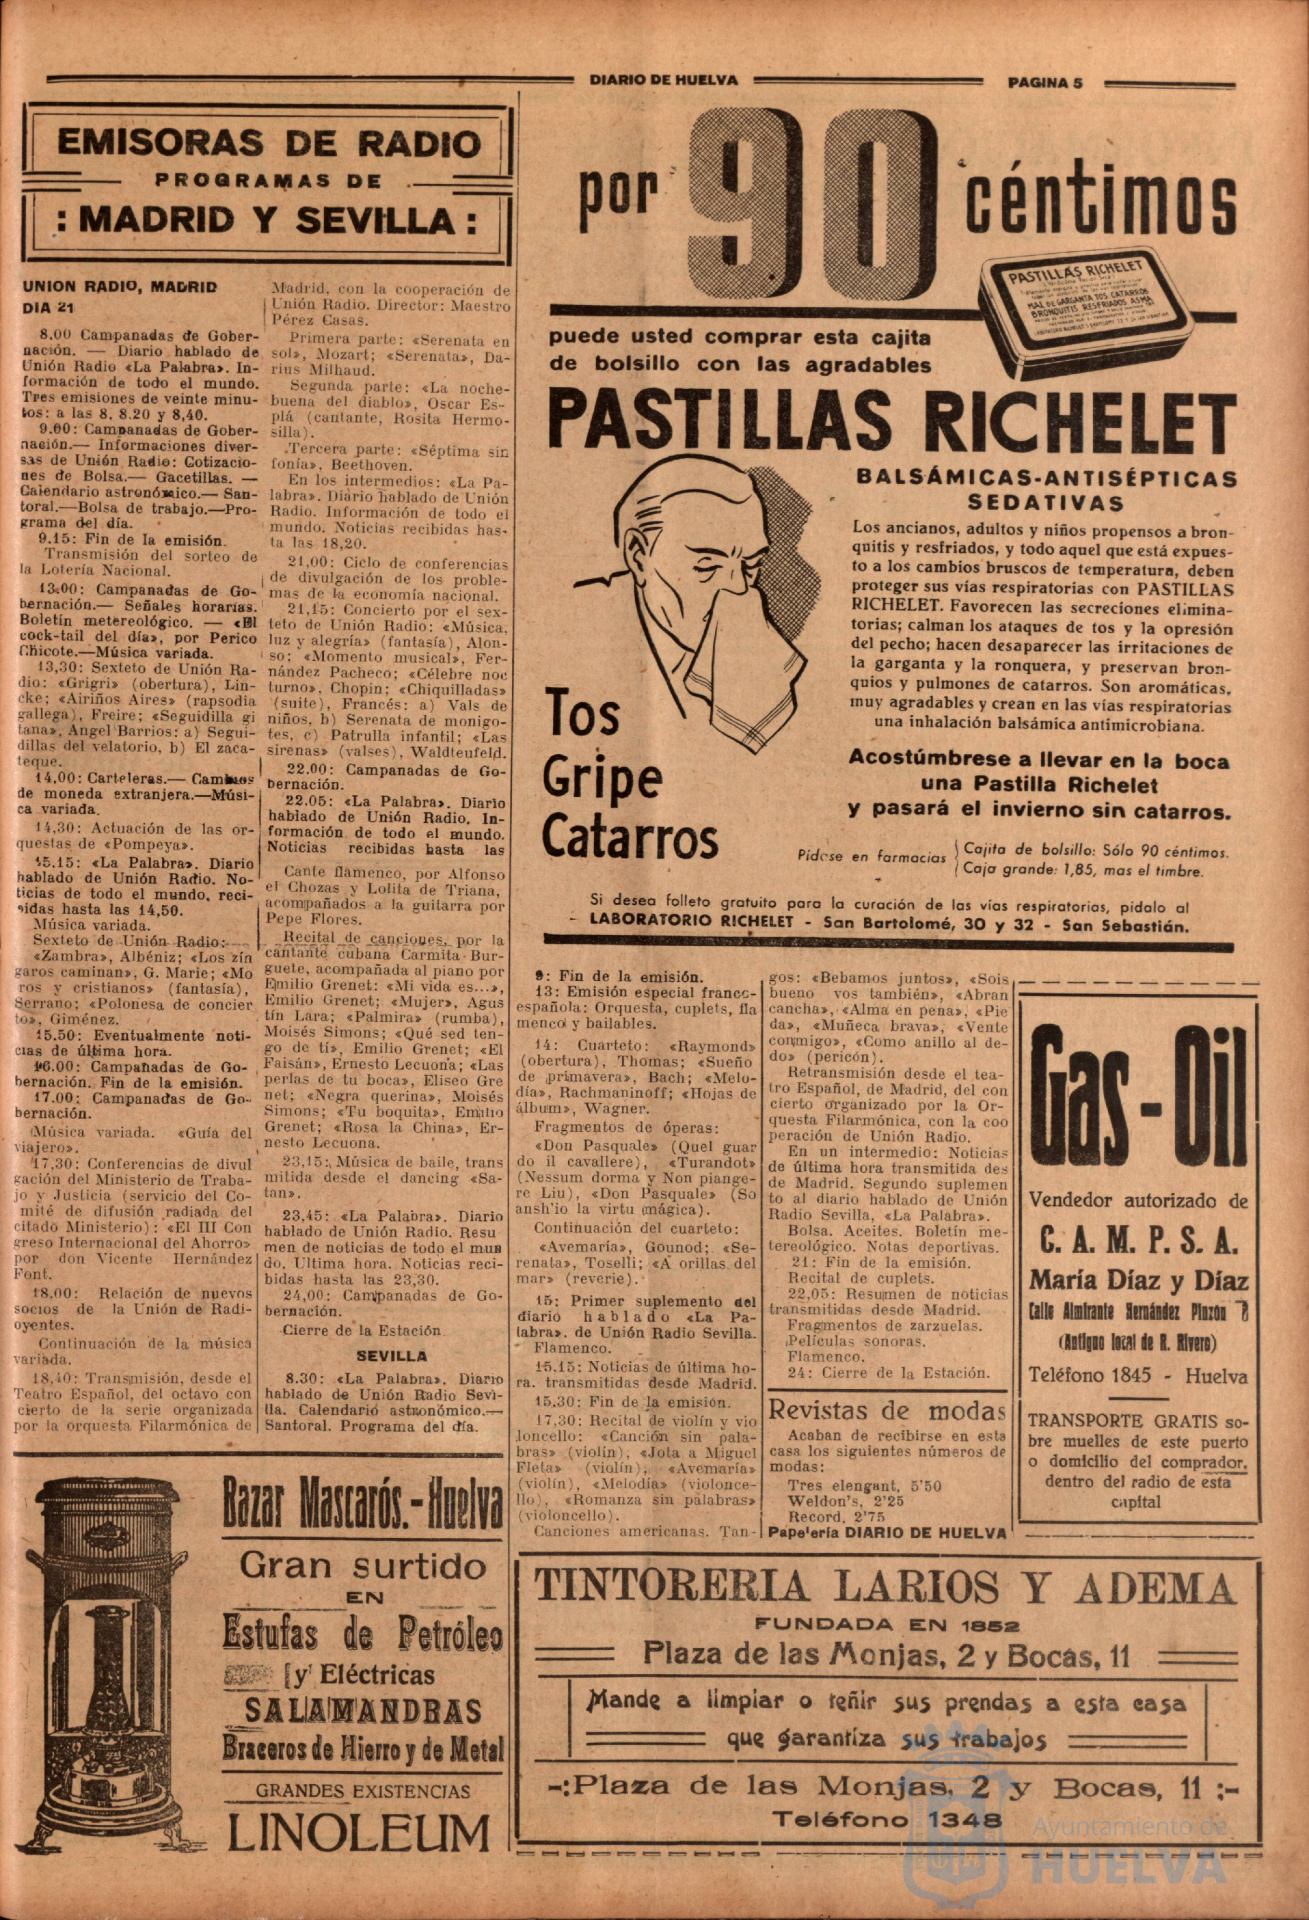 DIARIO DE HUELVA
PAGINA 5
EMISORAS DE RADIO
PROGRAMAS DE
: MADRID Y SEVILLA :
UNION RADIO, MADRID
DIA 21
8.00 Campanadas de Gober-
nación. — Diario hablado de
Unión Radio «La Palabra». In-
formación de todo el mundo.
Tres emisiones de veinte minu-
tos: a las 8, 8.20 y 8,40.
9.00: Campanadas de Gober-
nación.— Informaciones diver-
sas de Unión Radio: Cotizacio-
nes de Bolsa.— Gacetillas. —
Calendario astronómico.— San-
toral.—Bolsa de trabajo.—Pro-
grama del día.
9.15: Fin de la emisión.
Transmisión del sorteo de
la Lotería Nacional.
13.00: Campanadas de Go-
bernación.— Señales horarias.
Boletín metereológico. — «El
cock-tail del día», por Perico
Chicote.—Música variada.
13,30: Sexteto de Unión Ra-
dio: «Grigri» (obertura), Lin-
cke; «Airiños Aires» (rapsodia
gallega), Freire; «Seguidilla gi
tana», Angel Barrios: a) Segui-
dillas del velatorio, b) El zaca-
teque.
14,00: Carteleras.— Cambios
de moneda extranjera.—Músi-
ca variada.
14,30: Actuación de las or-
questas de «Pompeya».
15.15: «La Palabra». Diario
hablado de Unión Radio. No-
ticias de todo el mundo, reci-
bidas hasta las 14,50.
Música variada.
Sexteto de Unión Radio:
«Zambra», Albéniz; «Los zín
garos caminan», G. Marie; «Mo
ros y cristianos» (fantasía),
Serrano; «Polonesa de concier
to», Giménez.
15.50: Eventualmente noti-
cias de última hora.
16.00: Campañadas de Go-
bernación. Fin de la emisión.
17.00: Campanadas de Go-
bernación.
Música variada. «Guía del
viajero».
17,30: Conferencias de divul
gación del Ministerio de Traba-
jo y Justicia (servicio del Co-
mité de difusión radiada del
citado Ministerio): «El III Con
greso Internacional del Ahorro»
por don Vicente Hernández
Font.
18.00: Relación de nuevos
socios de la Unión de Radi-
oyentes.
Continuación de la música
variada.
18,40: Transmisión, desde el
Teatro Español, del octavo con
cierto de la serie organizada
por la orquesta Filarmónica de
Madrid, con la cooperación de
Unión Radio. Director: Maestro
Pérez Casas.
Primera parte: «Serenata en
sol», Mozart; «Serenata», Da-
rius Milhaud.
Segunda parte: «La noche-
buena del diablo», Oscar Es-
plá (cantante, Rosita Hermo-
silla).
Tercera parte: «Séptima sin
fonía», Beethoven.
En los intermedios: «La Pa-
labra». Diario hablado de Unión
Radio. Información de todo el
mundo. Noticias recibidas has-
ta las 18,20.
21,00: Ciclo de conferencias
de divulgación de los proble-
mas de la economía nacional.
21,15: Concierto por el sex-
teto de Unión Radio: «Música,
luz y alegría» (fantasía), Alon-
so; «Momento musical», Fer-
nández Pacheco; «Célebre noc
turno», Chopin; «Chiquilladas»
(suite), Francés: a) Vals de
niños, b) Serenata de monigo-
tes, c) Patrulla infantil; «Las
sirenas» (valses), Waldteufeld.
22.00: Campanadas de Go-
bernación.
22.05: «La Palabra». Diario
hablado de Unión Radio. In-
formación de todo el mundo.
Noticias recibidas hasta las
Cante flamenco, por Alfonso
el Chozas y Lolita de Triana,
acompañados a la guitarra por
Pepe Flores.
Recital de canciones, por la
cantante cubana Carmita Bur-
guete, acompañada al piano por
Emilio Grenet: «Mi vida es...»,
Emilio Grenet; «Mujer», Agus
tín Lara; «Palmira» (rumba),
Moisés Simons; «Qué sed ten-
go de ti», Emilio Grenet; «El
Faisán», Ernesto Lecuona; «Las
perlas de tu boca», Eliseo Gre
net; «Negra querina», Moisés
Simons; «Tu boquita», Emilio
Grenet; «Rosa la China», Er-
nesto Lecuona.
23,15: Música de baile, trans
mitida desde el dancing «Sa-
tan».
23,45: «La Palabra». Diario
hablado de Unión Radio. Resu
men de noticias de todo el mun
do. Ultima hora. Noticias reci-
bidas hasta las 23,30.
24,00: Campanadas de Go-
bernación.
Cierre de la Estación.
SEVILLA
8.30: «La Palabra». Diario
hablado de Unión Radio Sevi-
lla. Calendario astronómico.—
Santoral. Programa del día.
por 90 céntimos
PASTILLAS RICHELET
MAL DE GARGANTA TOS CATARROS
BRONQUITIS RESFRIADOS ASMA
puede usted comprar esta cajita
de bolsillo con las agradables
PASTILLAS RICHELET
BALSÁMICAS-ANTISÉPTICAS
SEDATIVAS
Los ancianos, adultos y niños propensos a bron-
quitis y resfriados, y todo aquel que está expues-
to a los cambios bruscos de temperatura, deben
proteger sus vías respiratorias con PASTILLAS
RICHELET. Favorecen las secreciones elimina-
torias; calman los ataques de tos y la opresión
del pecho; hacen desaparecer las irritaciones de
la garganta y la ronquera, y preservan bron-
quios y pulmones de catarros. Son aromáticas,
muy agradables y crean en las vías respiratorias
una inhalación balsámica antimicrobiana.
Tos
Gripe
Catarros
Acostúmbrese a llevar en la boca
una Pastilla Richelet
y pasará el invierno sin catarros.
Pídase en farmacias
Cajita de bolsillo: Sólo 90 céntimos.
Caja grande: 1,85, mas el timbre.
Si desea folleto gratuito para la curación de las vías respiratorias, pidalo al
- LABORATORIO RICHELET - San Bartolomé, 30 y 32 - San Sebastián.
9: Fin de la emisión.
13: Emisión especial franco-
española: Orquesta, cuplets, fla
menco y bailables.
14: Cuarteto: «Raymond»
(obertura), Thomas; «Sueño
de primavera», Bach; «Melo-
día», Rachmaninoff; «Hojas de
álbum», Wagner.
Fragmentos de óperas:
«Don Pasquale» (Quel guar
do il cavallere), «Turandot»
(Nessum dorma y Non piange-
re Liu), «Don Pasquale» (So
ansh'io la virtu mágica).
Continuación del cuarteto:
«Avemaría», Gounod; «Se-
renata», Toselli; «A orillas del
mar» (reverie).
15: Primer suplemento del
diario hablado «La Pa-
labra». de Unión Radio Sevilla.
Flamenco.
15.15: Noticias de última ho-
ra. transmitidas desde Madrid.
15.30: Fin de la emisión.
17,30: Recital de violín y vio
loncello: «Canción sin pala-
bras» (violín), «Jota a Miguel
Fleta» (violín), «Avemaría»
(violín), «Melodía» (violonce-
llo), «Romanza sin palabras»
(violoncello).
Canciones americanas. Tan-
gos: «Bebamos juntos», «Sois
bueno vos también», «Abran
cancha», «Alma en pena», «Pie
da», «Muñeca brava», «Vente
conmigo», «Como anillo al de-
do» (pericón).
Retransmisión desde el tea-
tro Español, de Madrid, del con
cierto organizado por la Or-
questa Filarmónica, con la coo
peración de Unión Radio.
En un intermedio: Noticias
de última hora transmitida des
de Madrid. Segundo suplemen
to al diario hablado de Unión
Radio Sevilla, «La Palabra».
Bolsa. Aceites. Boletín me-
tereológico. Notas deportivas.
21: Fin de la emisión.
Recital de cuplets.
22,05: Resumen de noticias
transmitidas desde Madrid.
Fragmentos de zarzuelas.
Películas sonoras.
Flamenco.
24: Cierre de la Estación.
Revistas de modas
Acaban de recibirse en esta
casa los siguientes números de
modas:
Tres elengant, 5'50
Weldon's, 2'25
Record, 2'75
Papelería DIARIO DE HUELVA
Gas-Oil
Vendedor autorizado de
C. A. M. P. S. A.
María Díaz y Díaz
Calle Almirante Hernández Pinzón
(Antiguo local de R. Rivero)
Teléfono 1845 - Huelva
TRANSPORTE GRATIS so-
bre muelles de este puerto
o domicilio del comprador,
dentro del radio de esta
capital
Bazar Mascarós.-Huelva
Gran surtido
EN
Estufas de Petróleo
y Eléctricas
SALAMANDRAS
Braceros de Hierro y de Metal
GRANDES EXISTENCIAS
LINOLEUM
TINTORERIA LARIOS Y ADEMA
FUNDADA EN 1852
Plaza de las Monjas, 2 y Bocas, 11
Mande a limpiar o teñir sus prendas a esta casa
que garantiza sus trabajos
-:Plaza de las Monjas, 2 y Bocas, 11 :-
Teléfono 1348
Ayuntamiento de
HUELVA